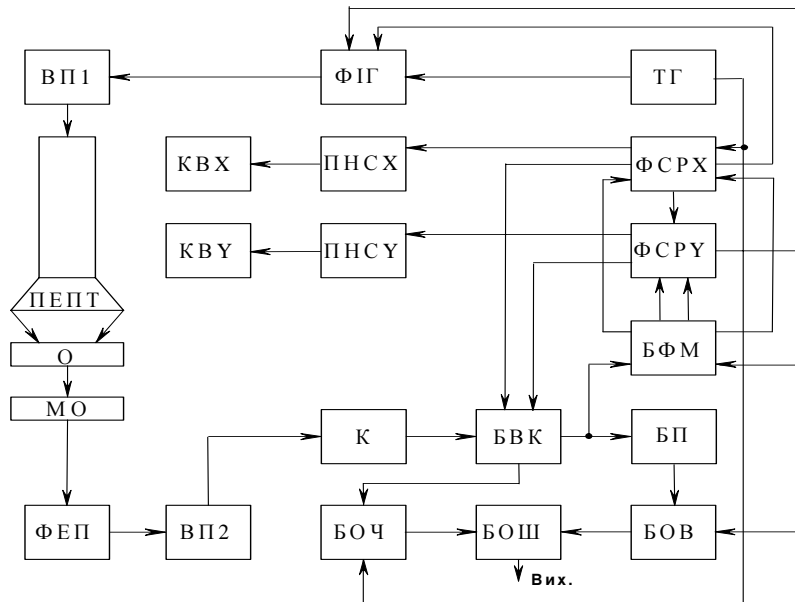 ВП1
ФІГ
ТГ
КВХ
ПНСХ
ФСРХ
КВY
ПНСY
ФСРY
ПЕПТ
О
БФМ
МО
К
БВК
БП
ФЕП
ВП2
БОЧ
БОШ
БОВ
Вих.